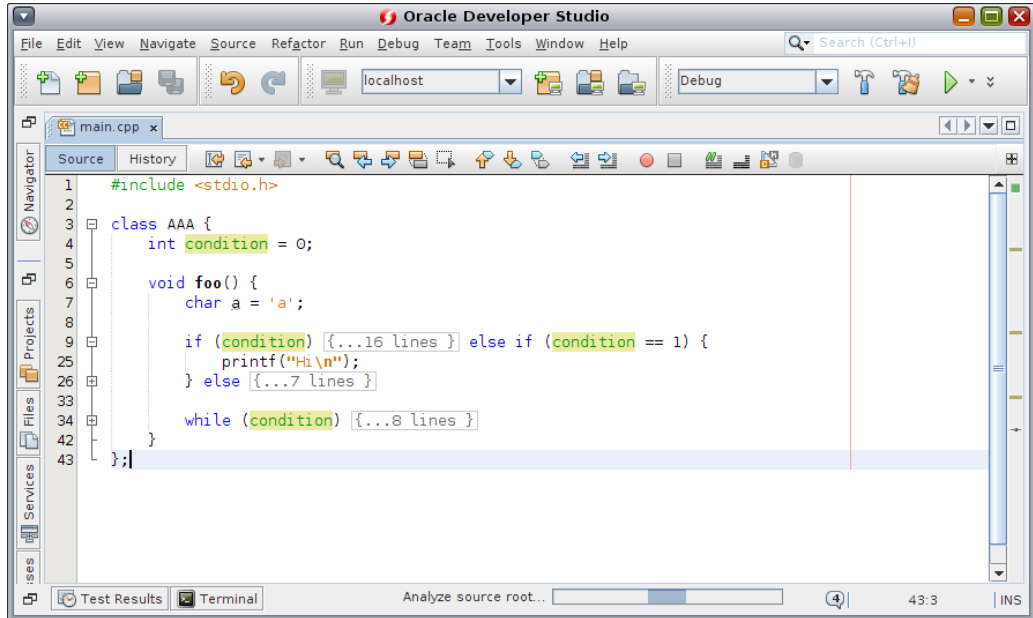 Oracle Developer Studio
File Edit View Navigate Source Refactor Run Debug Team Tools Window Help Search (Ctrl+I)
localhost Debug
main.cpp x
Source History
Navigator
Projects
Files
Services
ses
1 #include <stdio.h>
2
3 class AAA {
4 int condition = 0;
5
6 void foo() {
7 char a = 'a';
8
9 if (condition) {...16 lines } else if (condition == 1) {
25 printf("Hi\n");
26 } else {...7 lines }
33
34 while (condition) {...8 lines }
42 }
43 };
Test Results Terminal Analyze source root... 4 43:3 INS